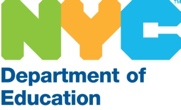 NYC
Department of
Education